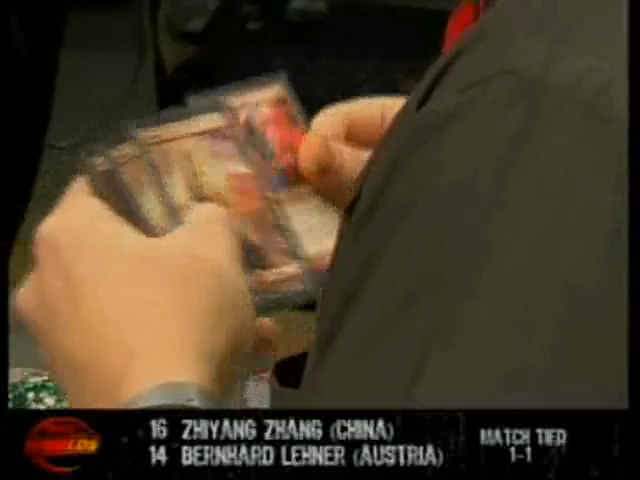 16 ZHIYANG ZHANG (CHINA)
14 BERNHARD LEHNER (AUSTRIA)
MATCH TIED
1-1